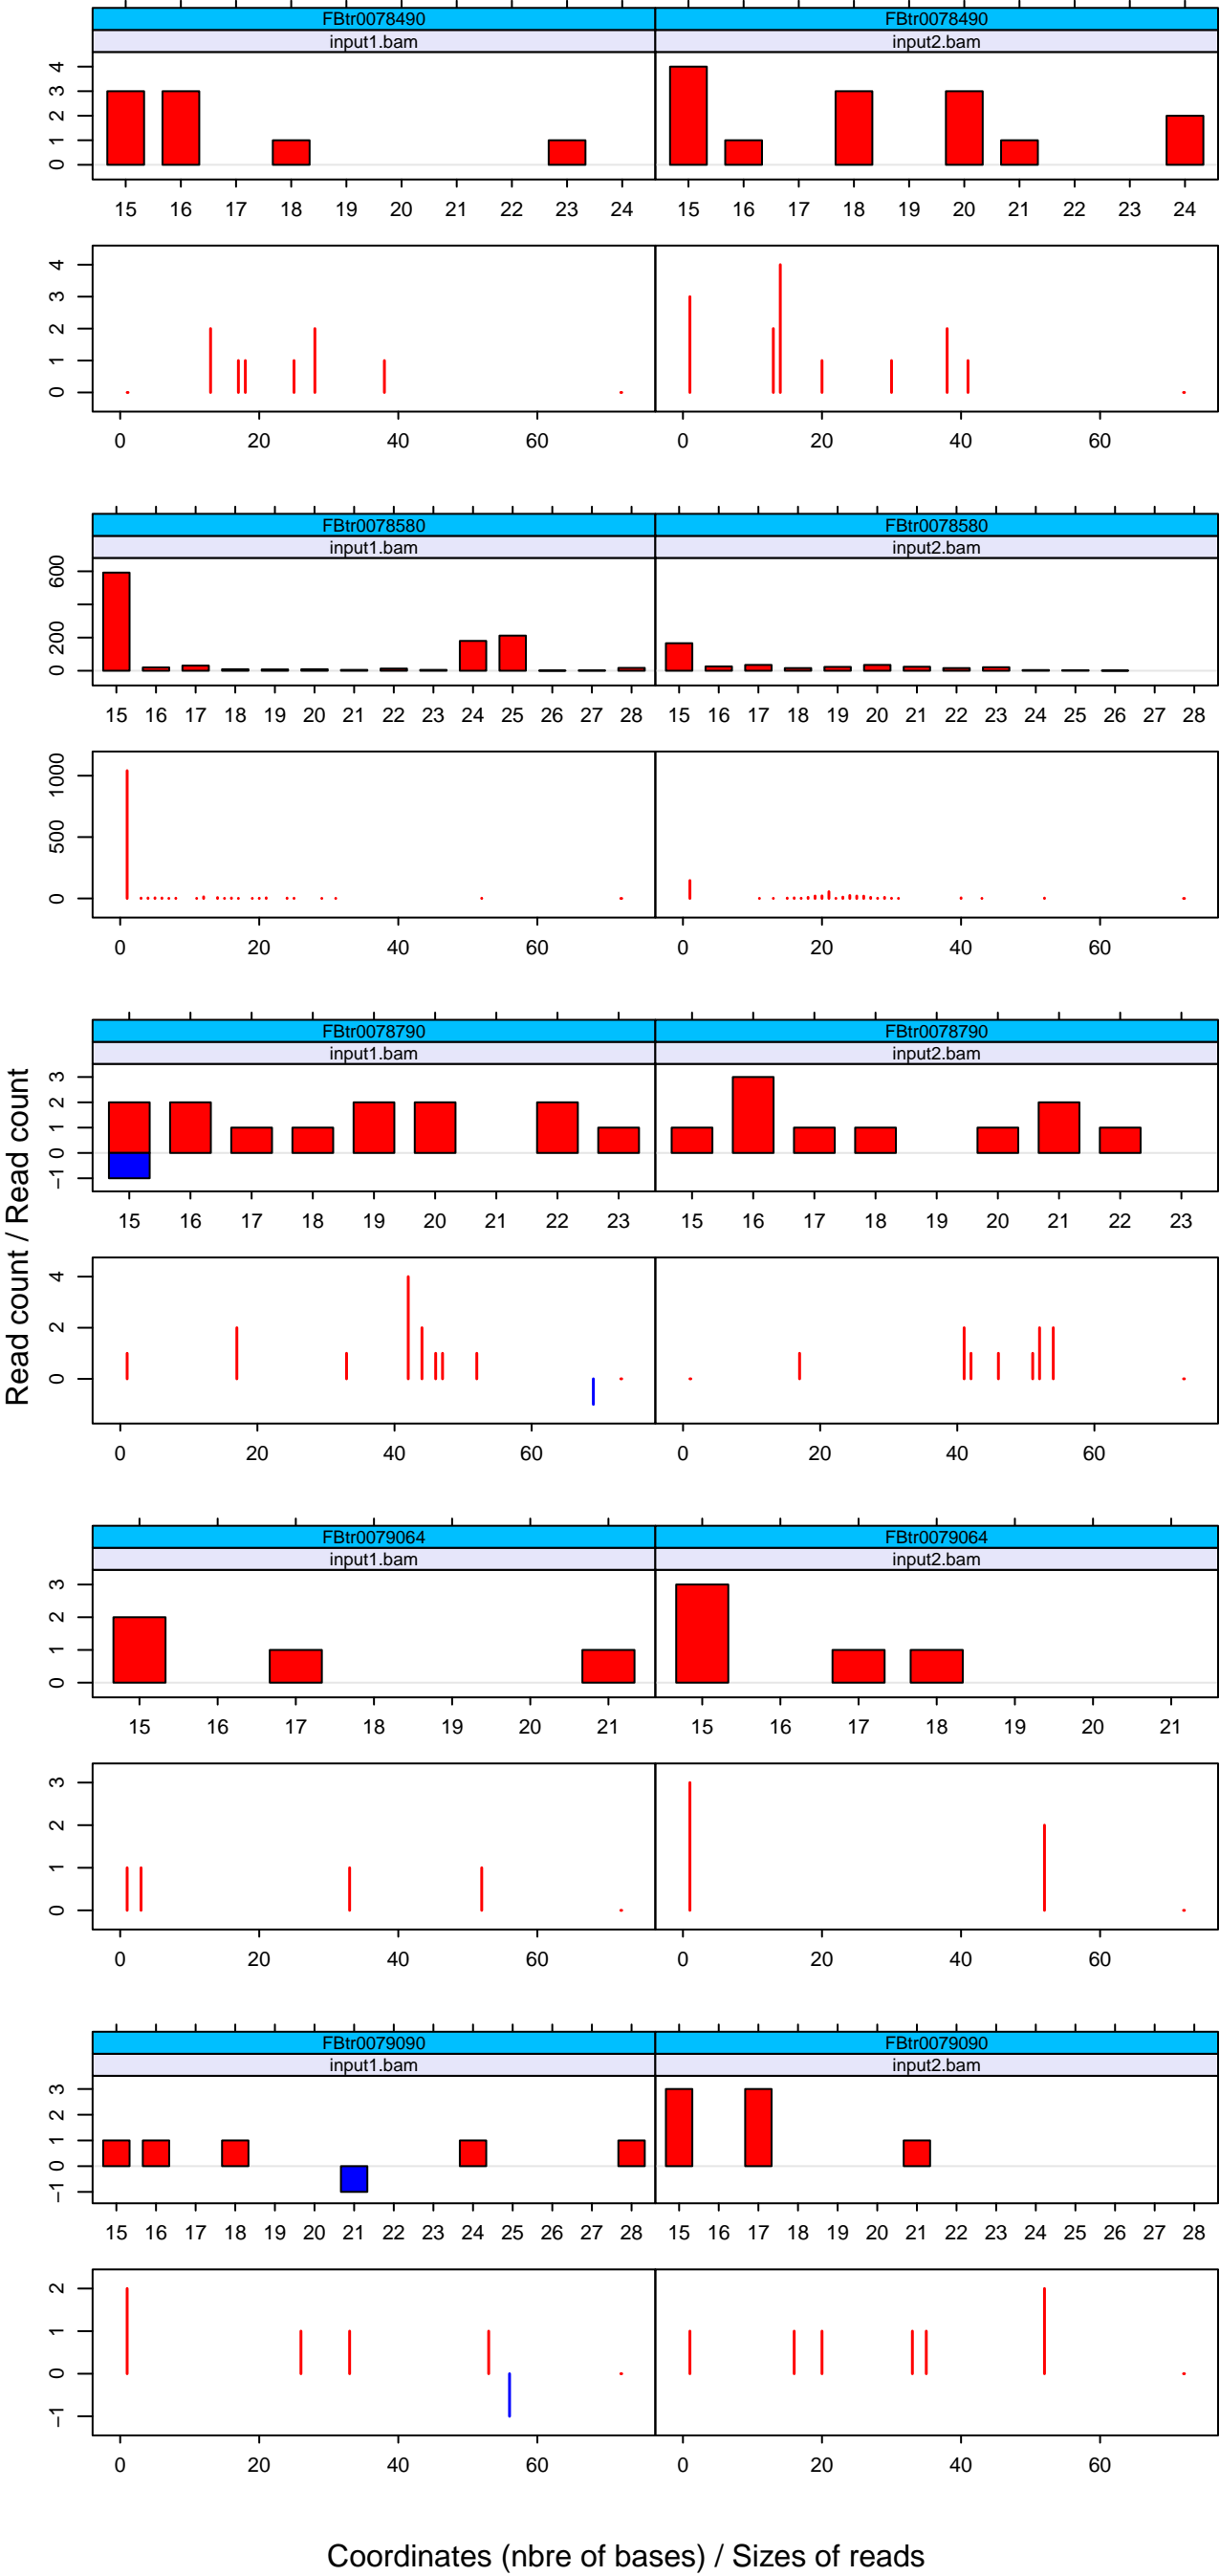 FBtr0078490 FBtr0078490
input1.bam input2.bam
4
3
2
1
0
15 16 17 18 19 20 21 22 23 24 15 16 17 18 19 20 21 22 23 24
4
3
2
1
0
0 20 40 60 0 20 40 60
FBtr0078580 FBtr0078580
input1.bam input2.bam
600
200
0
15 16 17 18 19 20 21 22 23 24 25 26 27 28 15 16 17 18 19 20 21 22 23 24 25 26 27 28
1000
500
0
0 20 40 60 0 20 40 60
FBtr0078790 FBtr0078790
input1.bam input2.bam
3
2
1
0
−1
15 16 17 18 19 20 21 22 23 15 16 17 18 19 20 21 22 23
4
2
0
0 20 40 60 0 20 40 60
Read count / Read count
FBtr0079064 FBtr0079064
input1.bam input2.bam
3
2
1
0
15 16 17 18 19 20 21 15 16 17 18 19 20 21
3
2
1
0
0 20 40 60 0 20 40 60
FBtr0079090 FBtr0079090
input1.bam input2.bam
3
2
1
0
−1
15 16 17 18 19 20 21 22 23 24 25 26 27 28 15 16 17 18 19 20 21 22 23 24 25 26 27 28
2
1
0
−1
0 20 40 60 0 20 40 60
Coordinates (nbre of bases) / Sizes of reads